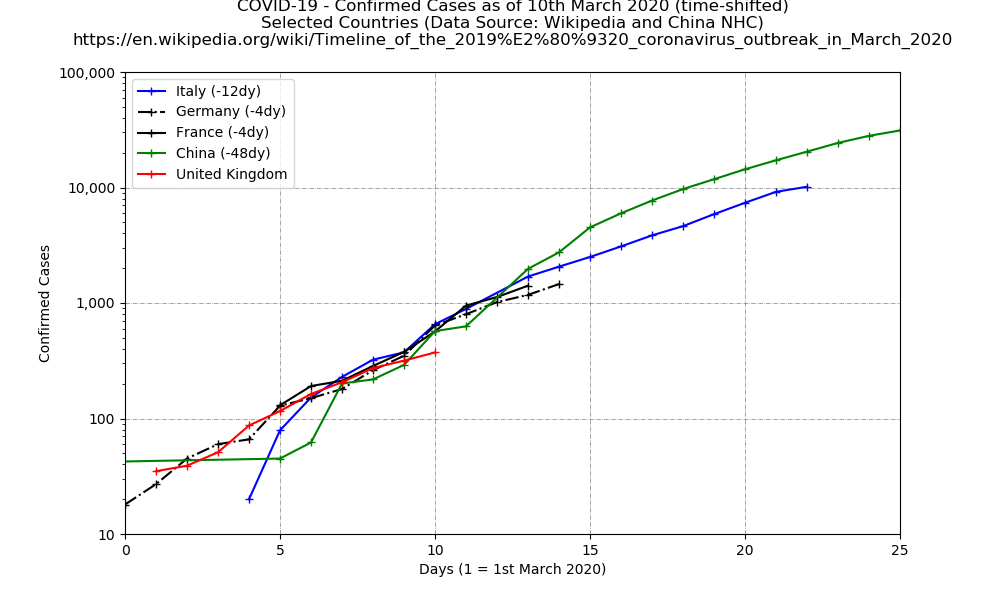 COVID-19 - Confirmed Cases as of 10th March 2020 (time-shifted)
Selected Countries (Data Source: Wikipedia and China NHC)
https://en.wikipedia.org/wiki/Timeline_of_the_2019%E2%80%9320_coronavirus_outbreak_in_March_2020
100,000
10,000
1,000
100
10
Confirmed Cases
Italy (-12dy)
Germany (-4dy)
France (-4dy)
China (-48dy)
United Kingdom
0 5 10 15 20 25
Days (1 = 1st March 2020)